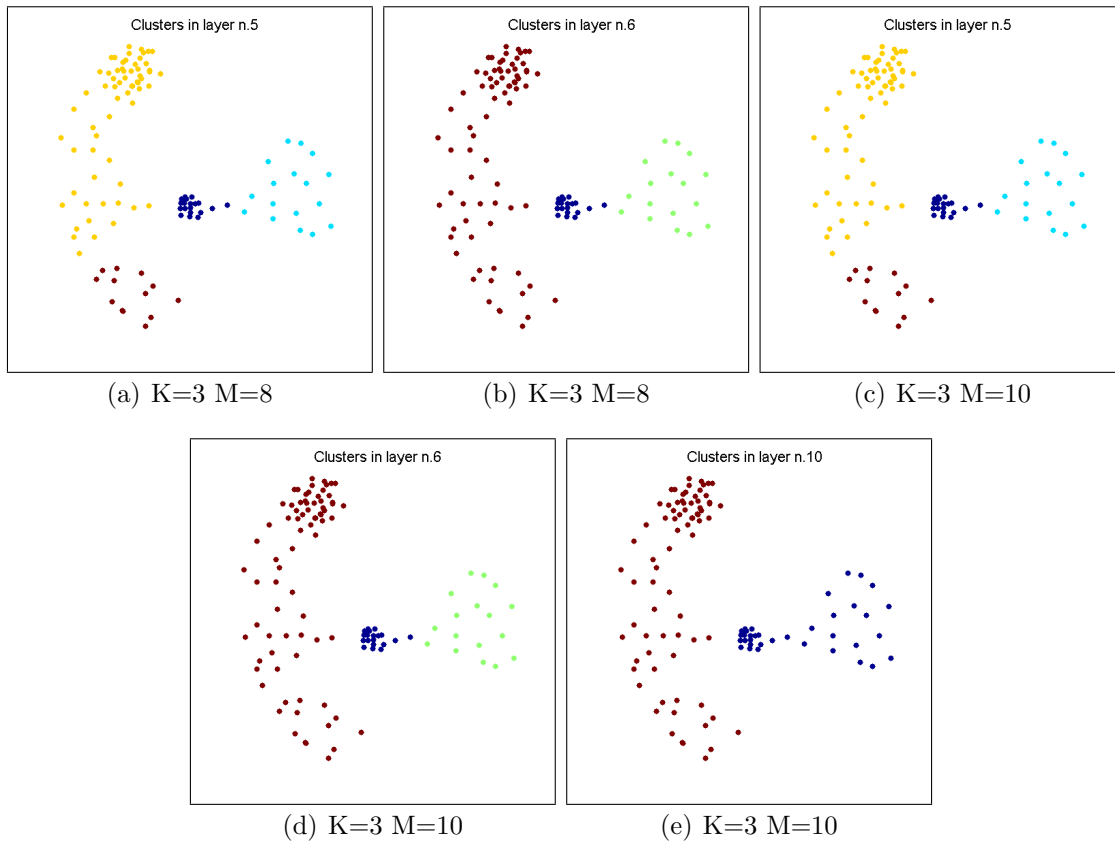 Clusters in layer n.5
Clusters in layer n.6
Clusters in layer n.5
(a) K=3 M=8
(b) K=3 M=8
(c) K=3 M=10
Clusters in layer n.6
Clusters in layer n.10
(d) K=3 M=10
(e) K=3 M=10